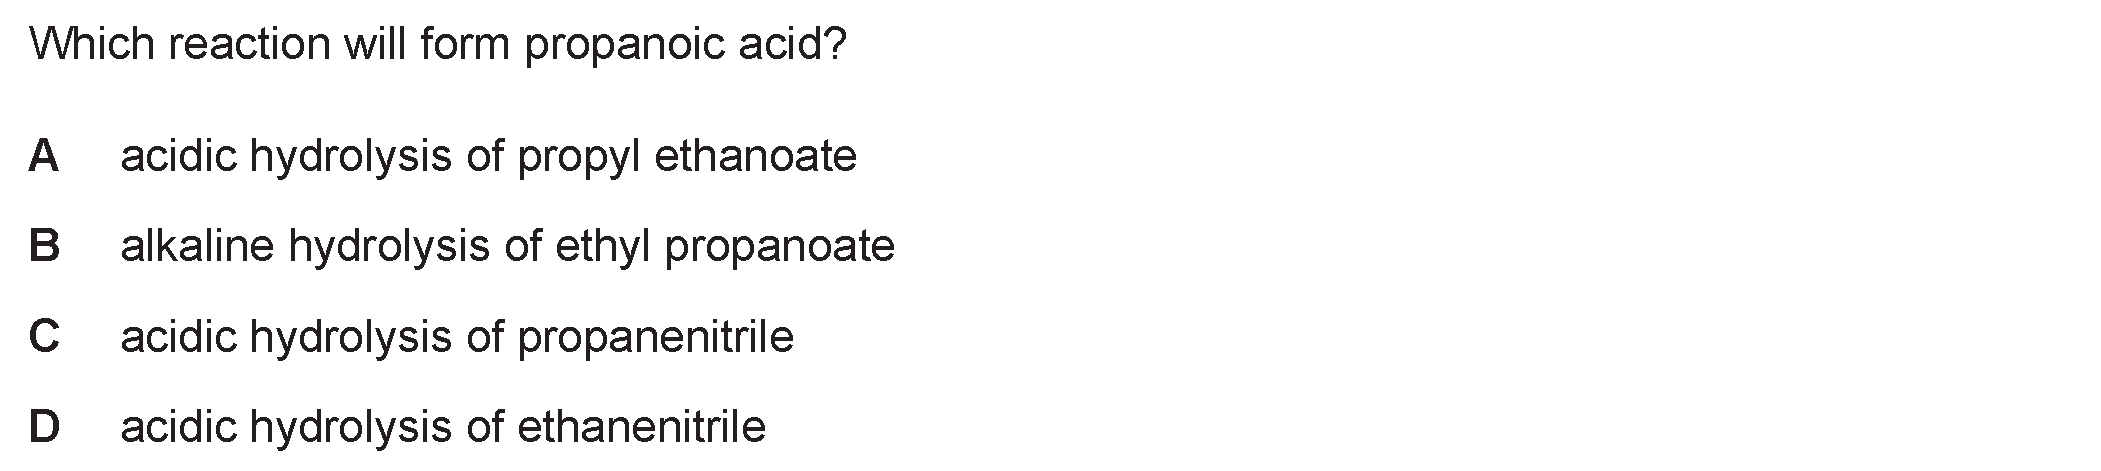 Which reaction will form propanoic acid?
A acidic hydrolysis of propyl ethanoate
B alkaline hydrolysis of ethyl propanoate
C acidic hydrolysis of propanenitrile
D acidic hydrolysis of ethanenitrile